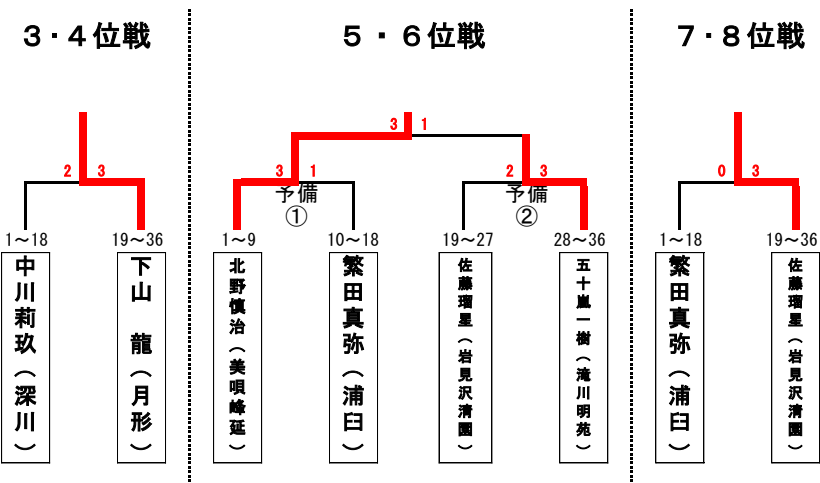 3・4位戦
5・6位戦
7・8位戦
2 3
3 1
3 1
2 3
0 3
予備
①
予備
②
1～18
19～36
1～9
10～18
19～27
28～36
1～18
19～36
中川莉玖（深川）
下山　龍（月形）
北野慎治（美唄峰延）
繁田真弥（浦臼）
佐藤瑠星（岩見沢清園）
五十嵐一樹（滝川明苑）
繁田真弥（浦臼）
佐藤瑠星（岩見沢清園）